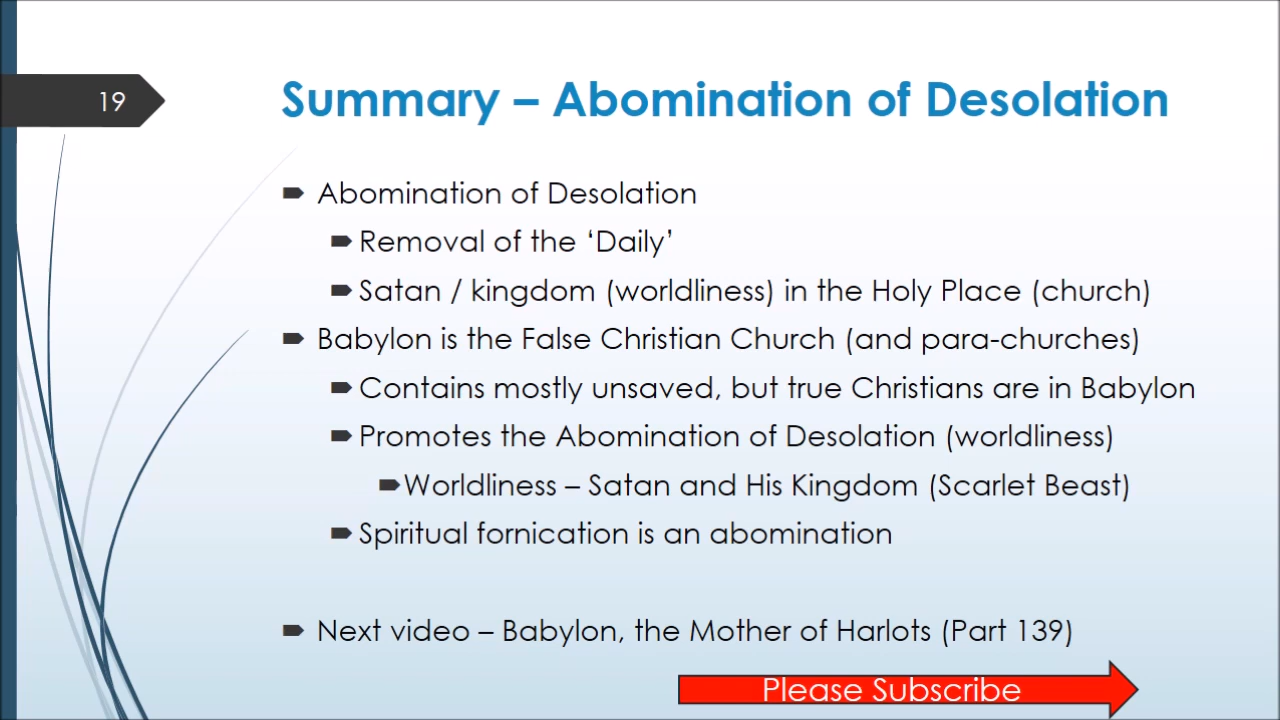 19
Summary – Abomination of Desolation
Abomination of Desolation
Removal of the ‘Daily’
Satan / kingdom (worldliness) in the Holy Place (church)
Babylon is the False Christian Church (and para-churches)
Contains mostly unsaved, but true Christians are in Babylon
Promotes the Abomination of Desolation (worldliness)
Worldliness – Satan and His Kingdom (Scarlet Beast)
Spiritual fornication is an abomination
Next video – Babylon, the Mother of Harlots (Part 139)
Please Subscribe